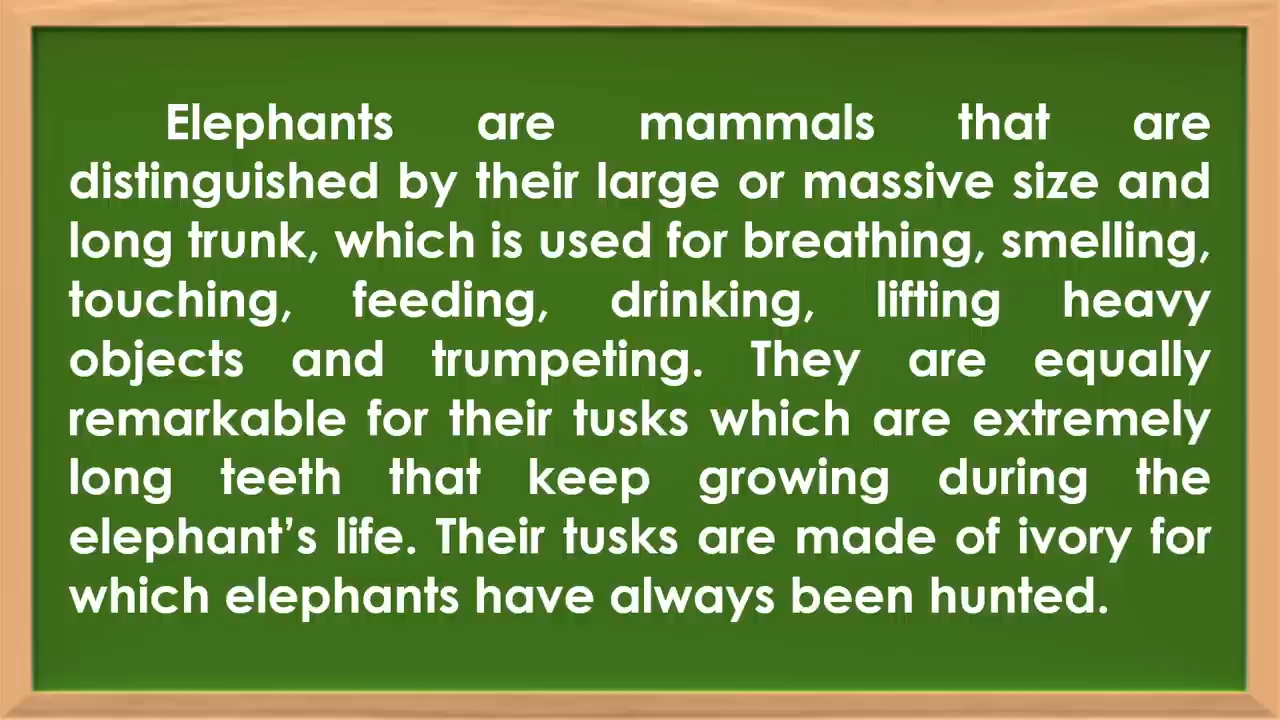 Elephants are mammals that are
distinguished by their large or massive size and
long trunk, which is used for breathing, smelling,
touching, feeding, drinking, lifting heavy
objects and trumpeting. They are equally
remarkable for their tusks which are extremely
long teeth that keep growing during the
elephant’s life. Their tusks are made of ivory for
which elephants have always been hunted.